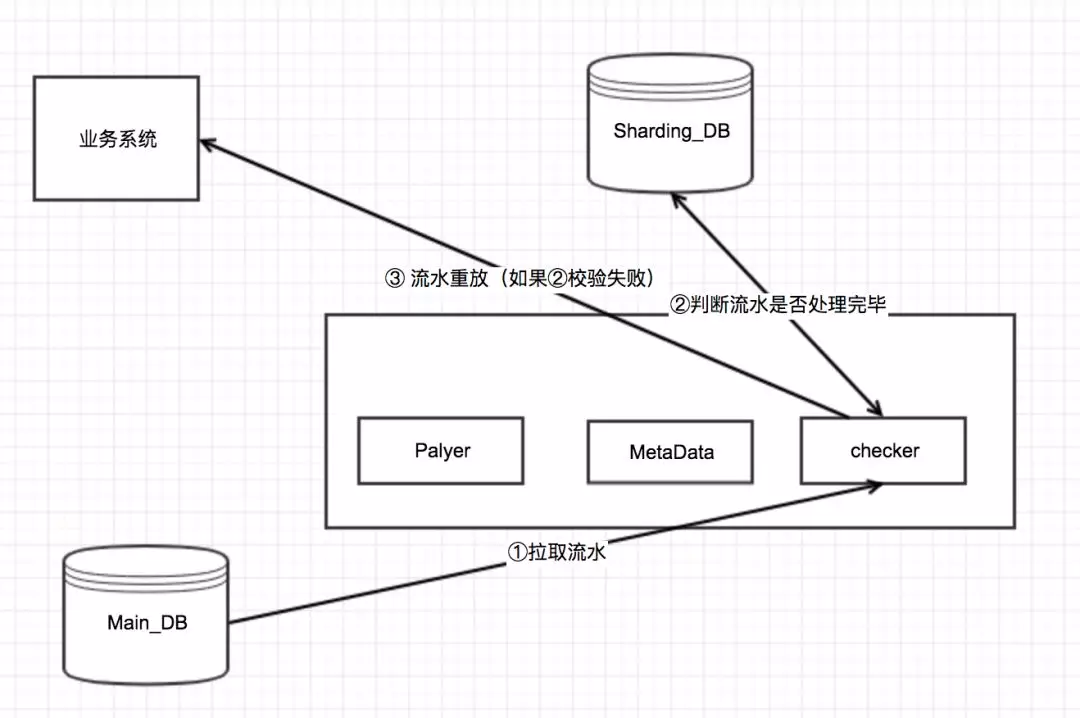 Sharding_DB
业务系统
③ 流水重放（如果②校验失败）
②判断流水是否处理完毕
Palyer
MetaData
checker
①拉取流水
Main_DB